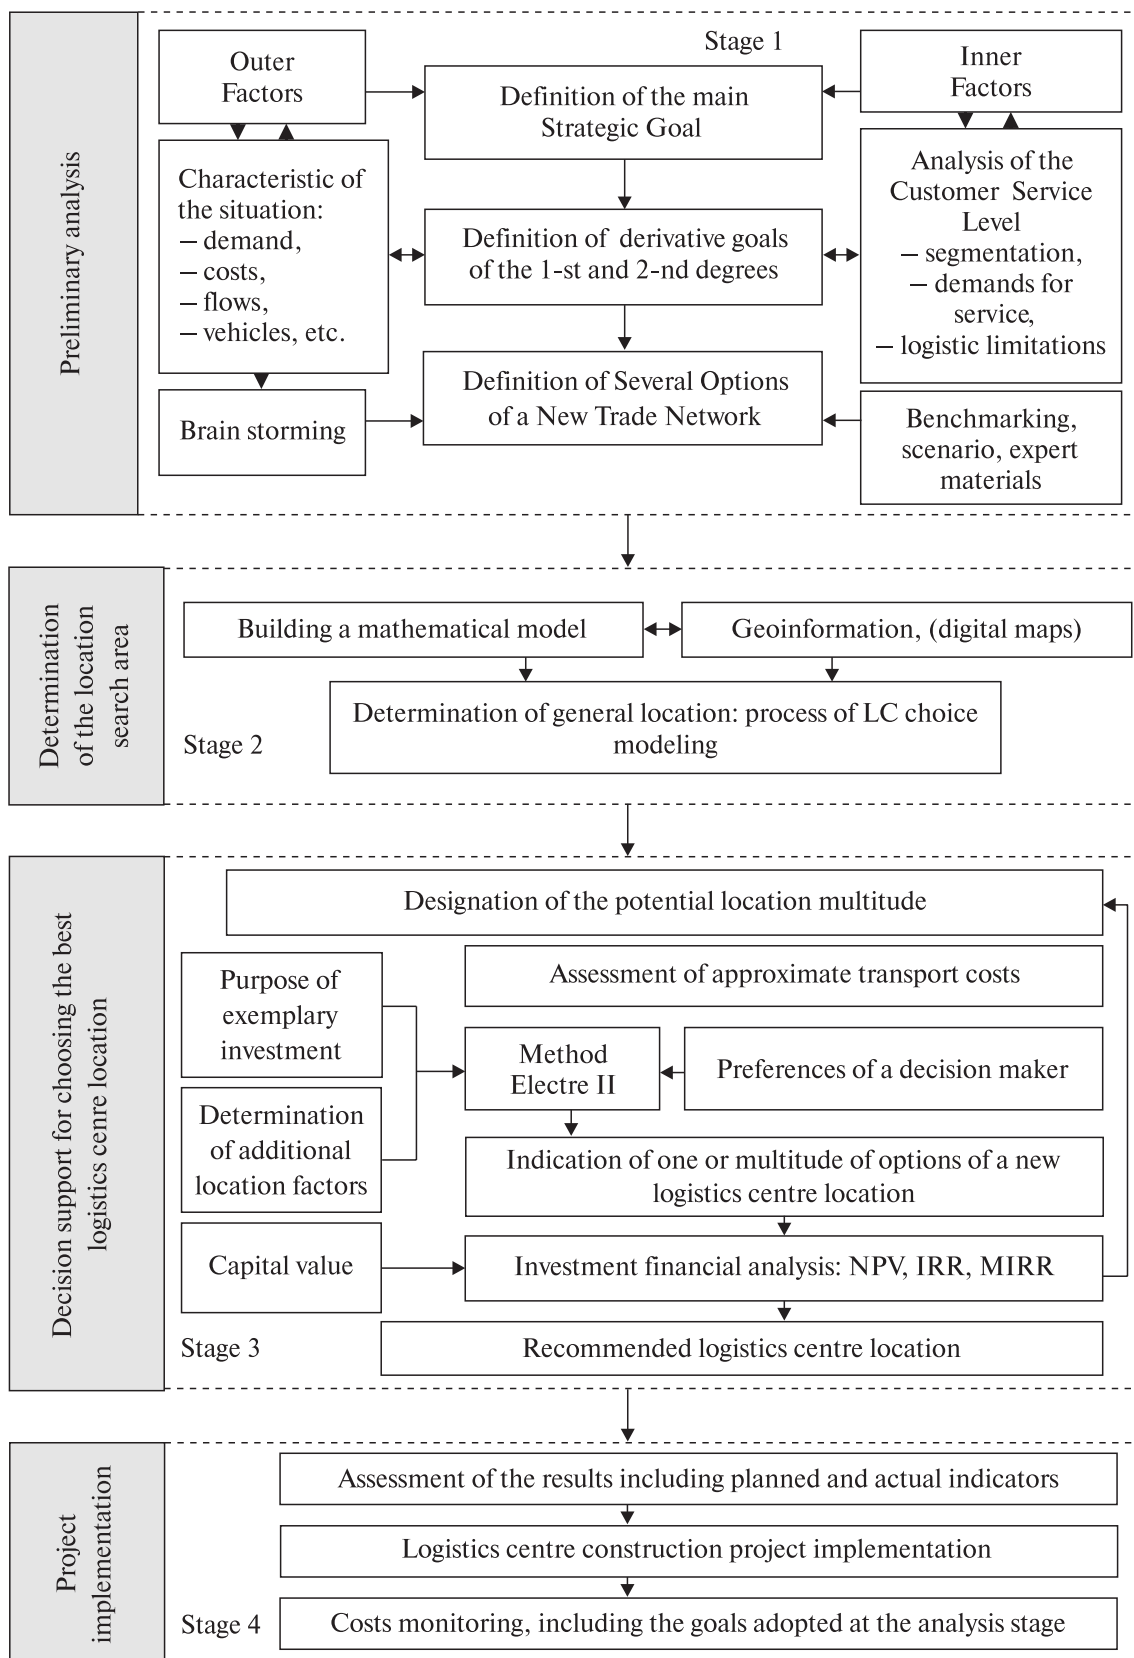 Preliminary analysis
Stage 1
Outer
Factors
Definition of the main
Strategic Goal
Inner
Factors
Characteristic of
the situation:
– demand,
– costs,
– flows,
– vehicles, etc.
Definition of derivative goals
of the 1-st and 2-nd degrees
Analysis of the
Customer Service
Level
– segmentation,
– demands for
service,
– logistic limitations
Brain storming
Definition of Several Options
of a New Trade Network
Benchmarking,
scenario, expert
materials
Determination
of the location
search area
Building a mathematical model
Geoinformation, (digital maps)
Determination of general location: process of LC choice
modeling
Stage 2
Decision support for choosing the best
logistics cenre location
Designation of the potential location multitude
Assessment of approximate transport costs
Purpose of
exemplary
investment
Method
Electre II
Preferences of a decision maker
Determination
of additional
location factors
Indication of one or multitude of options of a new
logistics centre location
Capital value
Investment financial analysis: NPV, IRR, MIRR
Stage 3
Recommended logistics centre location
Project
implementation
Assessment of the results including planned and actual indicators
Logistics centre construction project implementation
Stage 4
Costs monitoring, including the goals adopted at the analysis stage